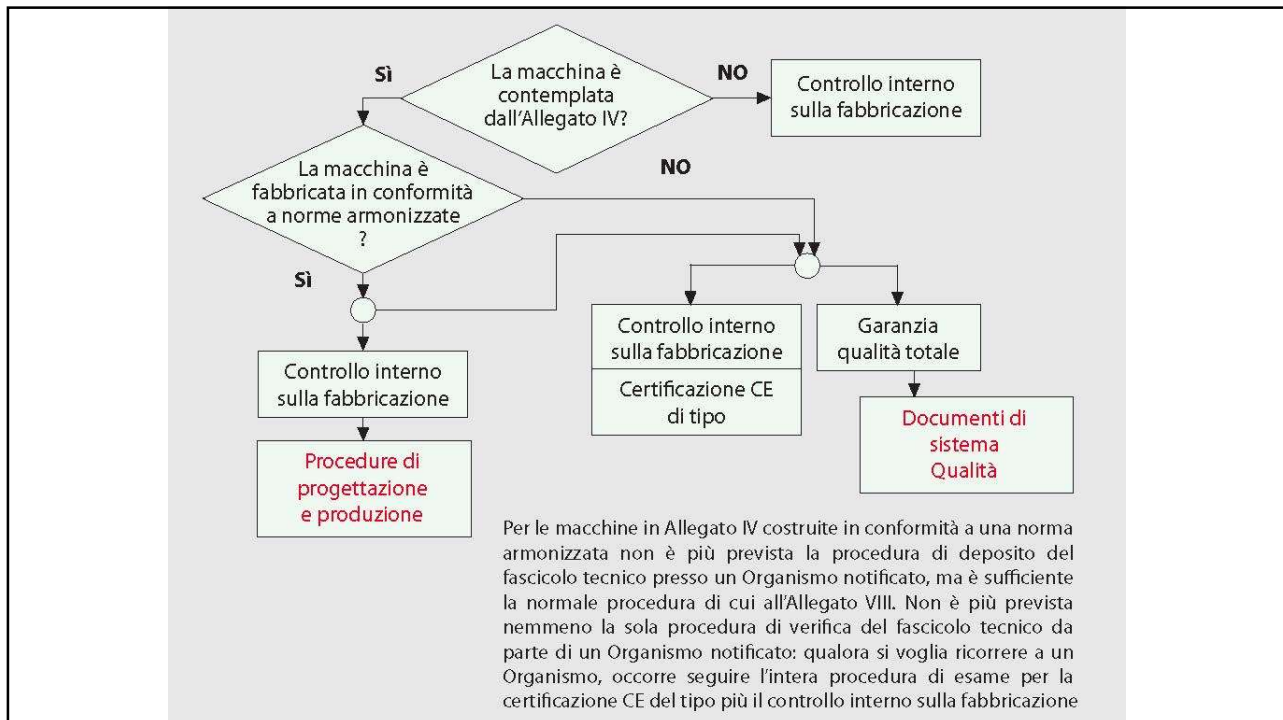 Sì
La macchina è
contemplata
dall'Allegato IV?
NO
Controllo interno
sulla fabbricazione
La macchina è
fabbricata in conformità
a norme armonizzate
?
NO
Sì
Controllo interno
sulla fabbricazione
Procedure di
progettazione
e produzione
Controllo interno
sulla fabbricazione
Certificazione CE
di tipo
Garanzia
qualità totale
Documenti di
sistema
Qualità
Per le macchine in Allegato IV costruite in conformità a una norma
armonizzata non è più prevista la procedura di deposito del
fascicolo tecnico presso un Organismo notificato, ma è sufficiente
la normale procedura di cui all'Allegato VIII. Non è più prevista
nemmeno la sola procedura di verifica del fascicolo tecnico da
parte di un Organismo notificato: qualora si voglia ricorrere a un
Organismo, occorre seguire l'intera procedura di esame per la
certificazione CE del tipo più il controllo interno sulla fabbricazione